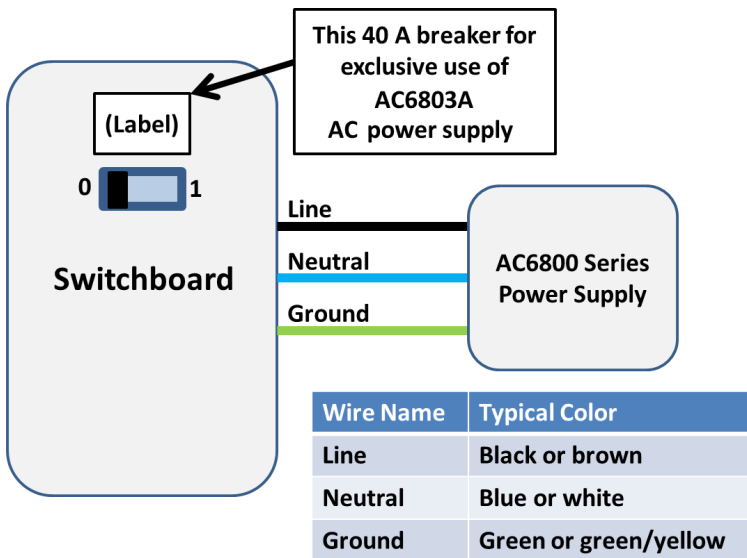 This 40 A breaker for
exclusive use of
AC6803A
AC power supply
(Label)
0 1
Line
Switchboard
Neutral
AC6800 Series
Power Supply
Ground
Wire Name Typical Color
Line Black or brown
Neutral Blue or white
Ground Green or green/yellow